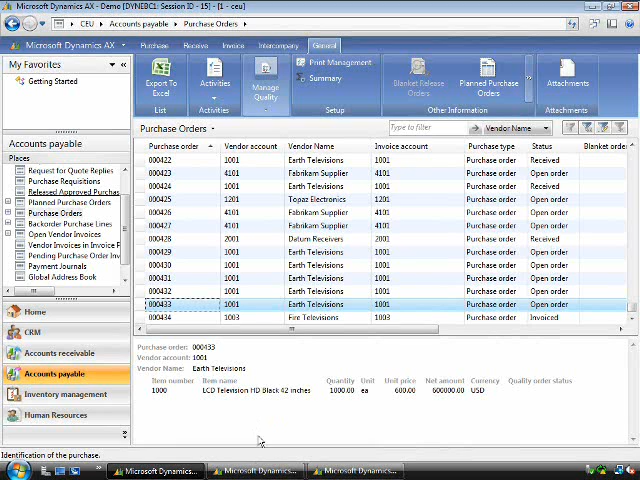 Microsoft Dynamics AX - Demo [DYNEBC1: Session ID - 15] - [1 - ceu]
CEU Accounts payable Purchase Orders
Microsoft Dynamics AX Purchase Receive Invoice Intercompany General
My Favorites
Getting Started
Export To Excel
List
Activities
Activities
Manage Quality
Print Management
Summary
Setup
Blanket Release Orders
Planned Purchase Orders
Other Information
Attachments
Attachments
Accounts payable
Places
Request for Quote Replies
Purchase Requisitions
Released Approved Purchas
Planned Purchase Orders
Purchase Orders
Backorder Purchase Lines
Open Vendor Invoices
Vendor Invoices in Invoice P
Pending Purchase Order Inv
Payment Journals
Global Address Book
Home
CRM
Accounts receivable
Accounts payable
Inventory management
Human Resources
Purchase Orders Type to filter Vendor Name
Purchase order Vendor account Vendor Name Invoice account Purchase type Status Blanket order
000422 1001 Earth Televisions 1001 Purchase order Received
000423 4101 Fabrikam Supplier 4101 Purchase order Open order
000424 1001 Earth Televisions 1001 Purchase order Received
000425 1201 Topaz Electronics 1201 Purchase order Open order
000426 4101 Fabrikam Supplier 4101 Purchase order Open order
000427 4101 Fabrikam Supplier 4101 Purchase order Open order
000428 2001 Datum Receivers 2001 Purchase order Received
000429 1001 Earth Televisions 1001 Purchase order Open order
000430 1001 Earth Televisions 1001 Purchase order Open order
000431 1001 Earth Televisions 1001 Purchase order Open order
000432 1001 Earth Televisions 1001 Purchase order Open order
000433 1001 Earth Televisions 1001 Purchase order Open order
000434 1003 Fire Televisions 1003 Purchase order Invoiced
Purchase order: 000433
Vendor account: 1001
Vendor Name: Earth Televisions
Item number Item name Quantity Unit Unit price Net amount Currency Quality order status
1000 LCD Television HD Black 42 inches 1000.00 ea 600.00 600000.00 USD
Identification of the purchase.
Microsoft Dynamics... Microsoft Dynamics... Microsoft Dynamics...